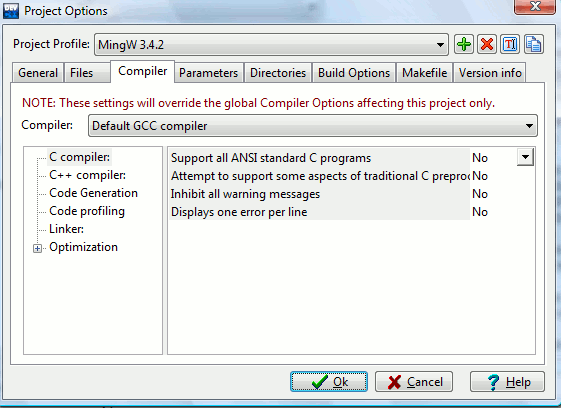 Project Options
Project Profile: MingW 3.4.2
General Files Compiler Parameters Directories Build Options Makefile Version info
NOTE: These settings will override the global Compiler Options affecting this project only.
Compiler: Default GCC compiler
C compiler:
C++ compiler:
Code Generation
Code profiling
Linker:
Optimization
Support all ANSI standard C programs No
Attempt to support some aspects of traditional C prepro No
Inhibit all warning messages No
Displays one error per line No
Ok Cancel Help